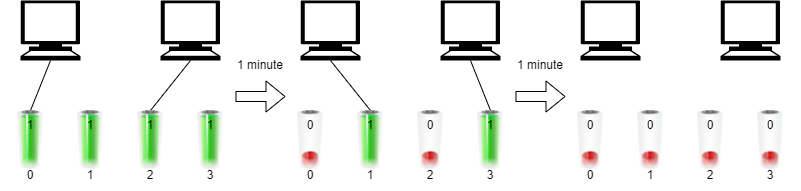 1 minute 1 minute
1 1 1 1 0 1 0 1 0 0 0 0
0 1 2 3 0 1 2 3 0 1 2 3